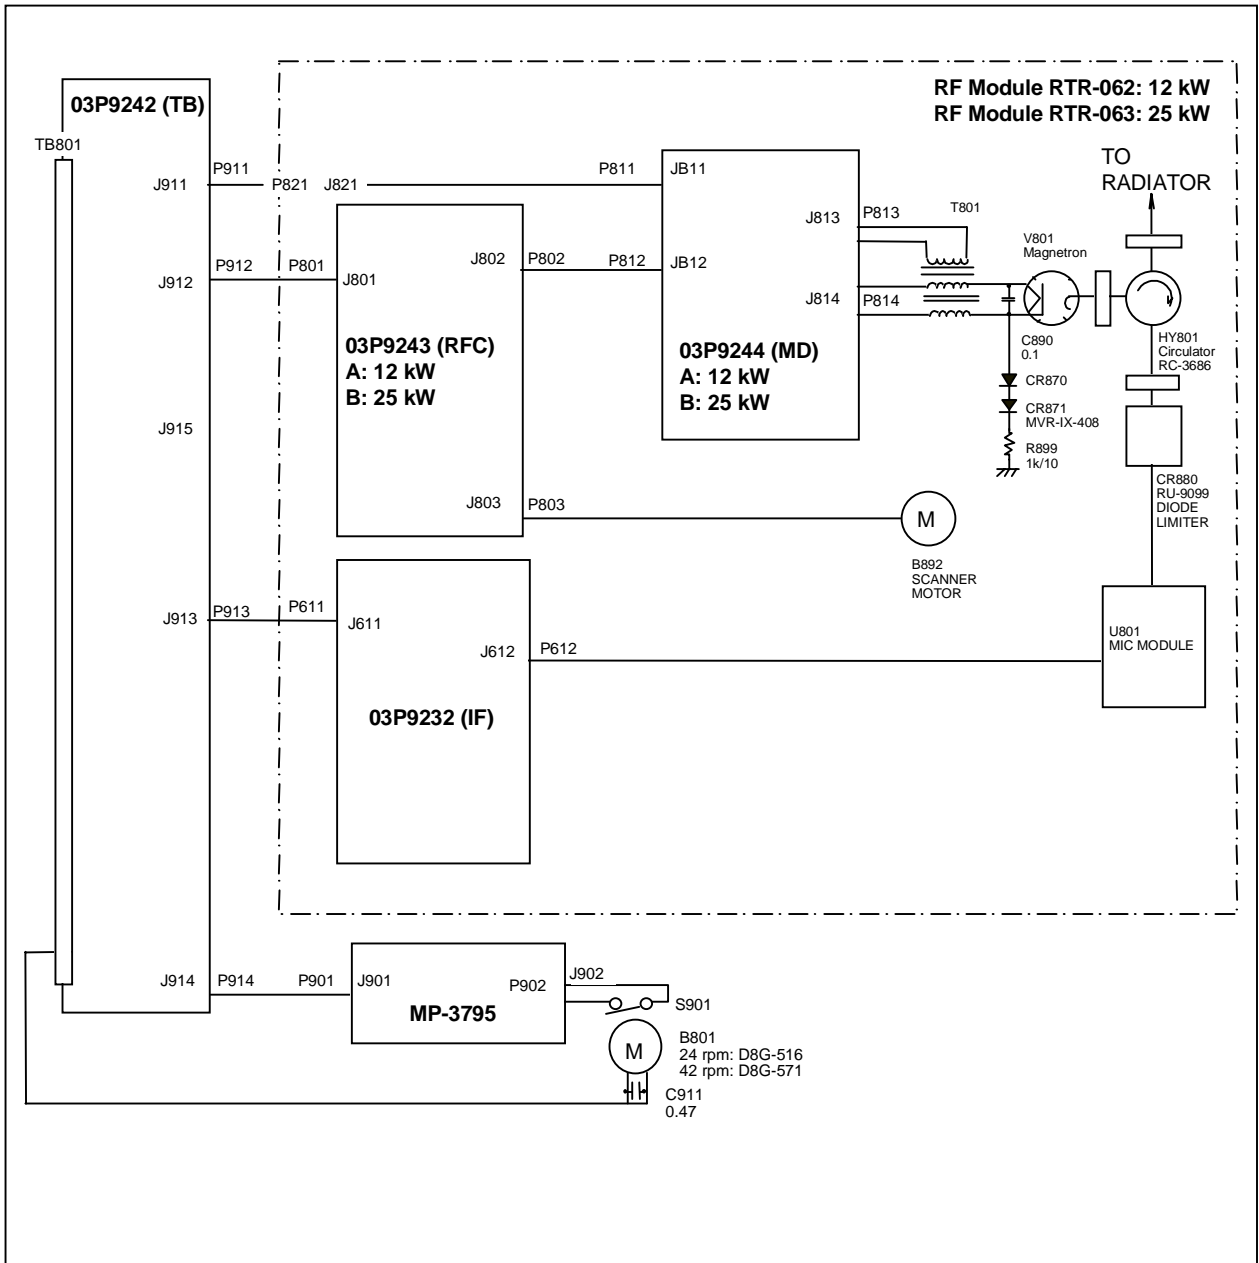 03P9242 (TB)
RF Module RTR-062: 12 kW
RF Module RTR-063: 25 kW
TB801
TO
RADIATOR
P911
J911
P821
J821
P811
JB11
J813
P813
T801
V801
Magnetron
P912
J912
P801
J801
J802
P802
P812
JB12
J814
P814
03P9243 (RFC)
A: 12 kW
B: 25 kW
03P9244 (MD)
A: 12 kW
B: 25 kW
C890
0.1
HY801
Circulator
RC-3686
CR870
CR871
MVR-IX-408
R899
1k/10
J915
CR880
RU-9099
DIODE
LIMITER
J803
P803
M
B892
SCANNER
MOTOR
J913
P913
P611
J611
J612
P612
U801
MIC MODULE
03P9232 (IF)
J914
P914
P901
J901
P902
J902
MP-3795
S901
M
B801
24 rpm: D8G-516
42 rpm: D8G-571
C911
0.47